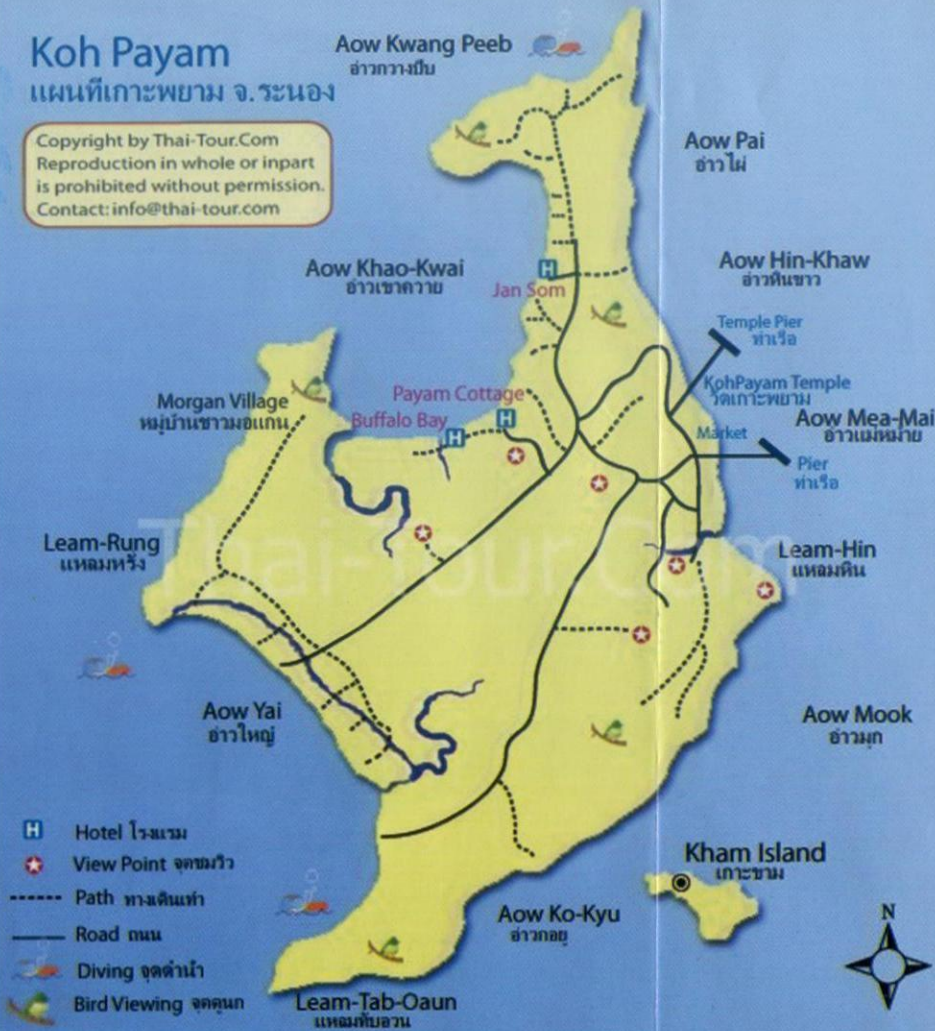 Koh Payam
แผนที่เกาะพยาม จ.ระนอง
Copyright by Thai-Tour.Com
Reproduction in whole or inpart
is prohibited without permission.
Contact: info@thai-tour.com
Aow Kwang Peeb
อ่าวกวางปีบ
Aow Pai
อ่าวไผ่
Aow Khao-Kwai
อ่าวเขาควาย
Aow Hin-Khaw
อ่าวหินขาว
H
Jan Som
Temple Pier
ท่าเรือ
KohPayam Temple
วัดเกาะพยาม
Payam Cottage
H
Buffalo Bay
H
Morgan Village
หมู่บ้านชาวมอแกน
Aow Mea-Mai
อ่าวแม่หม้าย
Market
Pier
ท่าเรือ
Leam-Rung
แหลมหรั่ง
Thai-Tour.Com
Leam-Hin
แหลมหิน
Aow Yai
อ่าวใหญ่
Aow Mook
อ่าวมุก
Kham Island
เกาะขาม
Aow Ko-Kyu
อ่าวกอยู
Leam-Tab-Oaun
แหลมทับอวน
H Hotel โรงแรม
View Point จุดชมวิว
Path ทางเดินเท้า
Road ถนน
Diving จุดดำน้ำ
Bird Viewing จุดดูนก
N